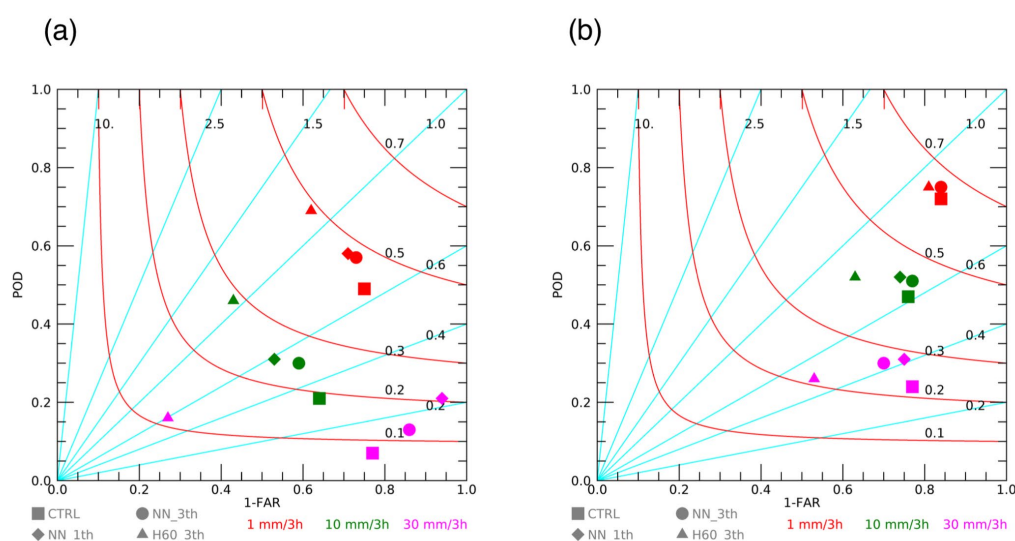 (a) (b)
1.0 1.0
10. 2.5 1.5 1.0 10. 2.5 1.5 1.0
0.7 0.7
0.8 0.8
0.6 0.6
0.5 0.6 0.5 0.6
POD POD
0.4 0.4
0.4 0.4
0.3 0.3
0.2 0.2
0.2 0.2 0.2 0.2
0.1 0.1
0.0 0.0
0.0 0.2 0.4 0.6 0.8 1.0 0.0 0.2 0.4 0.6 0.8 1.0
1-FAR 1-FAR
CTRL NN_3th 1 mm/3h 10 mm/3h 30 mm/3h CTRL NN_3th 1 mm/3h 10 mm/3h 30 mm/3h
NN_1th H60_3th NN_1th H60_3th